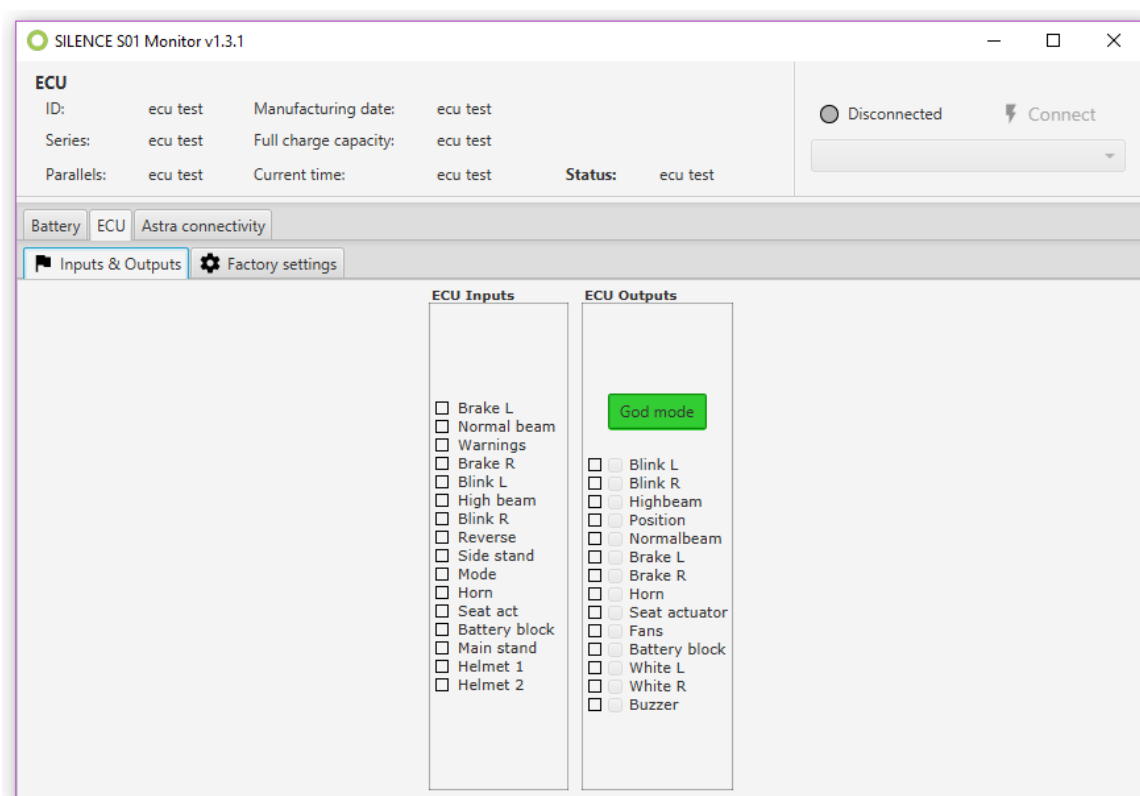 SILENCE S01 Monitor v1.3.1
ECU
ID: ecu test Manufacturing date: ecu test
Disconnected Connect
Series: ecu test Full charge capacity: ecu test
Parallels: ecu test Current time: ecu test Status: ecu test
Battery ECU Astra connectivity
Inputs & Outputs Factory settings
ECU Inputs
Brake L
Normal beam
Warnings
Brake R
Blink L
High beam
Blink R
Reverse
Side stand
Mode
Horn
Seat act
Battery block
Main stand
Helmet 1
Helmet 2
ECU Outputs
God mode
Blink L
Blink R
Highbeam
Position
Normalbeam
Brake L
Brake R
Horn
Seat actuator
Fans
Battery block
White L
White R
Buzzer